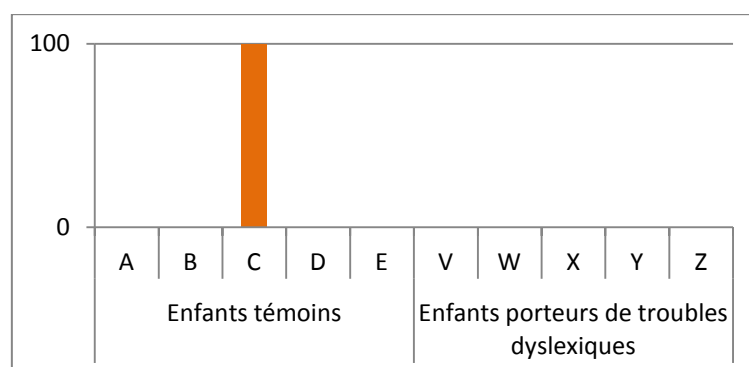 100
0
A B C D E V W X Y Z
Enfants témoins
Enfants porteurs de troubles
dyslexiques